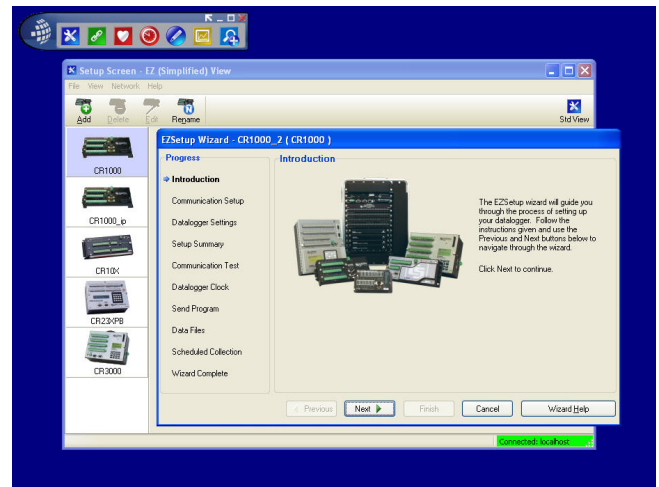 Setup Screen - EZ (Simplified) View
File View Network Help
Add Delete Edit Rename Std View
EZSetup Wizard - CR1000_2 ( CR1000 )
CR1000
CR1000_ip
CR10X
CR23XPB
CR3000
Progress
Introduction
Communication Setup
Datalogger Settings
Setup Summary
Communication Test
Datalogger Clock
Send Program
Data Files
Scheduled Collection
Wizard Complete
Introduction
The EZSetup wizard will guide you
through the process of setting up
your datalogger. Follow the
instructions given and use the
Previous and Next buttons below to
navigate through the wizard.
Click Next to continue.
Previous Next Finish Cancel Wizard Help
Connected: localhost